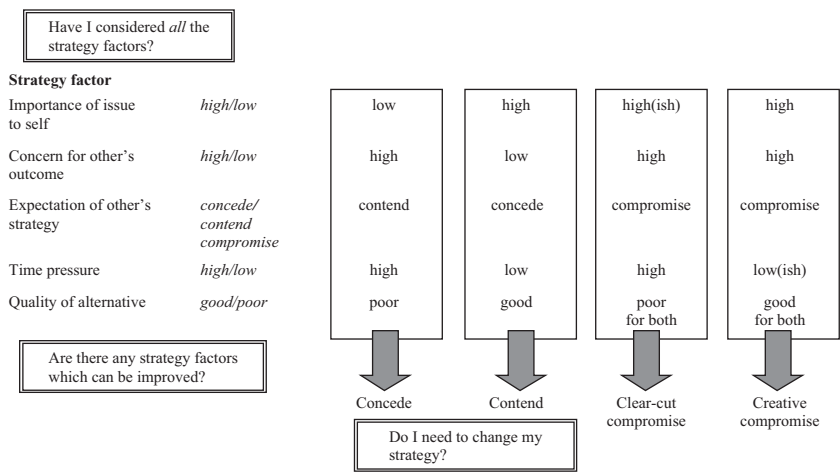 Have I considered all the
strategy factors?
Strategy factor
Importance of issue
to self
high/low
low
high
high(ish)
high
Concern for other's
outcome
high/low
high
low
high
high
Expectation of other's
strategy
concede/
contend
compromise
contend
concede
compromise
compromise
Time pressure
high/low
high
low
high
low(ish)
Quality of alternative
good/poor
poor
good
poor
for both
good
for both
Are there any strategy factors
which can be improved?
Concede
Contend
Clear-cut
compromise
Creative
compromise
Do I need to change my
strategy?